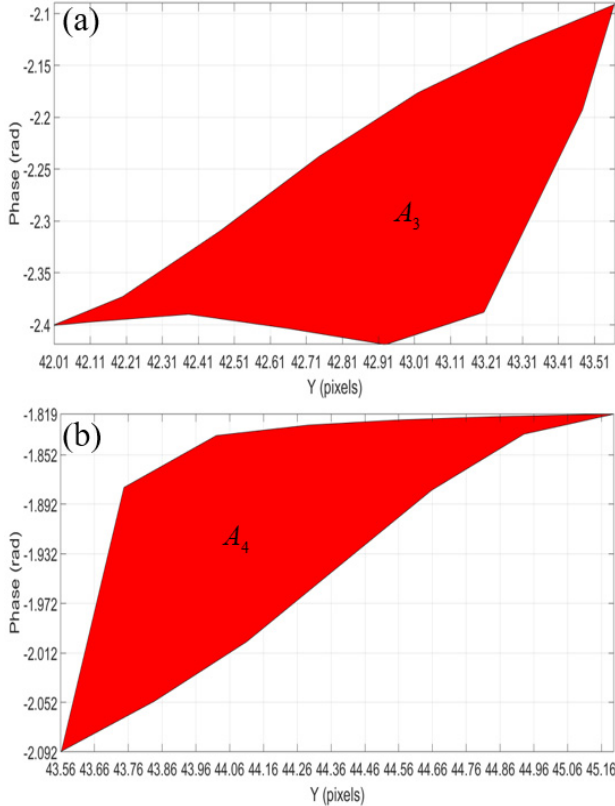 (a)
-2.1
-2.15
-2.2
-2.25
-2.3
-2.35
-2.4
Phase (rad)
A3
42.01 42.11 42.21 42.31 42.41 42.51 42.61 42.71 42.81 42.91 43.01 43.11 43.21 43.31 43.41 43.51
Y (pixels)
(b)
-1.819
-1.852
-1.892
-1.932
-1.972
-2.012
-2.052
-2.092
Phase (rad)
A4
43.56 43.66 43.76 43.86 43.96 44.06 44.16 44.26 44.36 44.46 44.56 44.66 44.76 44.86 44.96 45.06 45.16
Y (pixels)